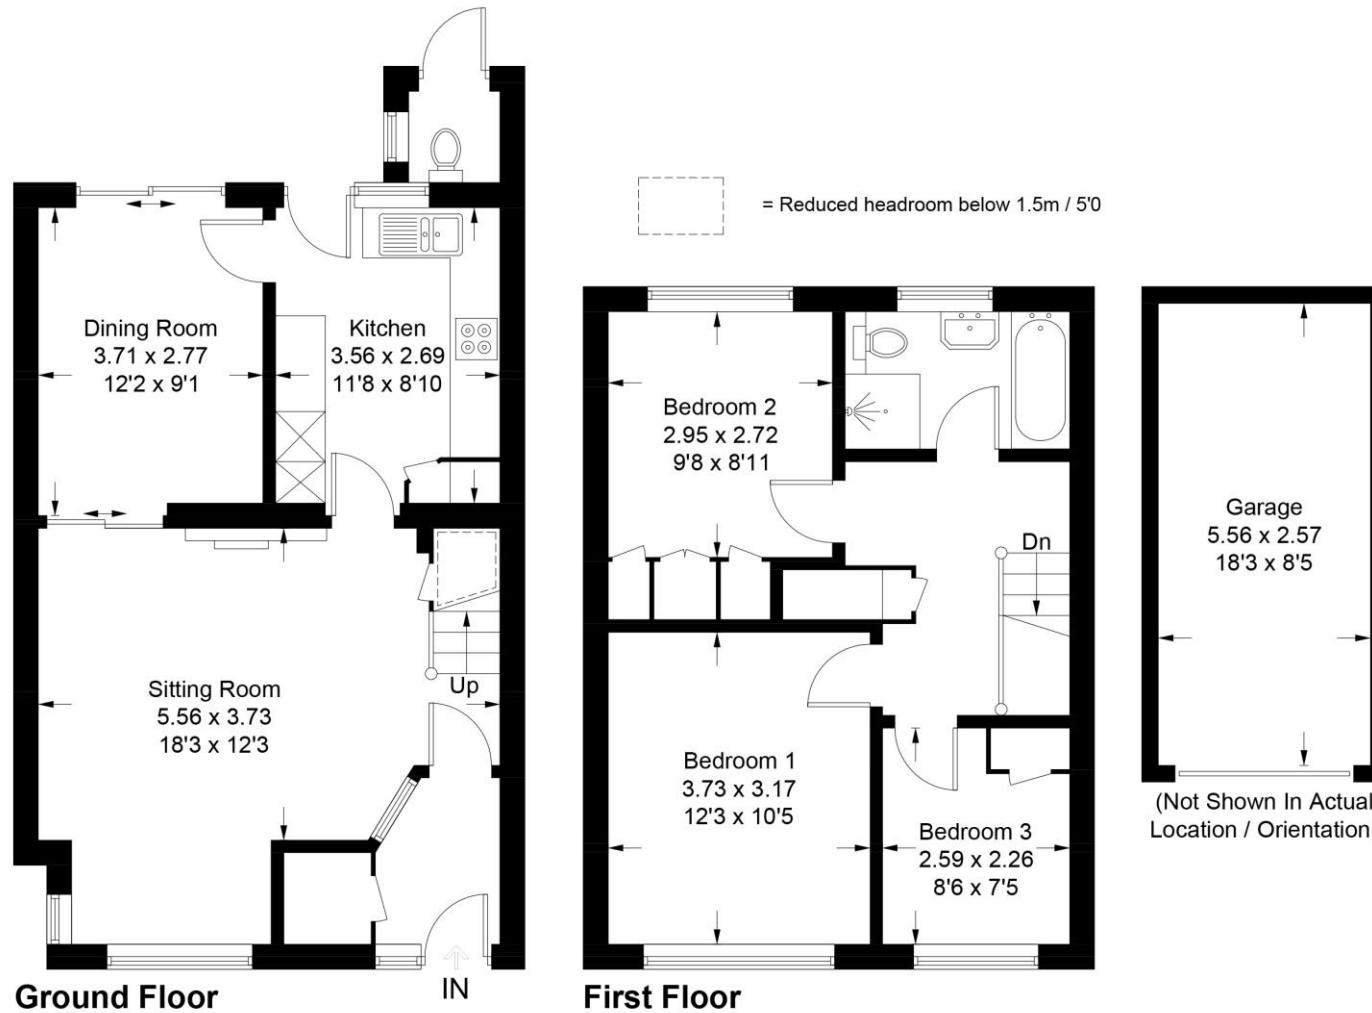 = Reduced headroom below 1.5m / 5'0
Dining Room
3.71 x 2.77
12'2 x 9'1
Kitchen
3.56 x 2.69
11'8 x 8'10
Sitting Room
5.56 x 3.73
18'3 x 12'3
Up
IN
Ground Floor
Bedroom 2
2.95 x 2.72
9'8 x 8'11
Dn
Bedroom 1
3.73 x 3.17
12'3 x 10'5
Bedroom 3
2.59 x 2.26
8'6 x 7'5
First Floor
Garage
5.56 x 2.57
18'3 x 8'5
(Not Shown In Actual
Location / Orientation